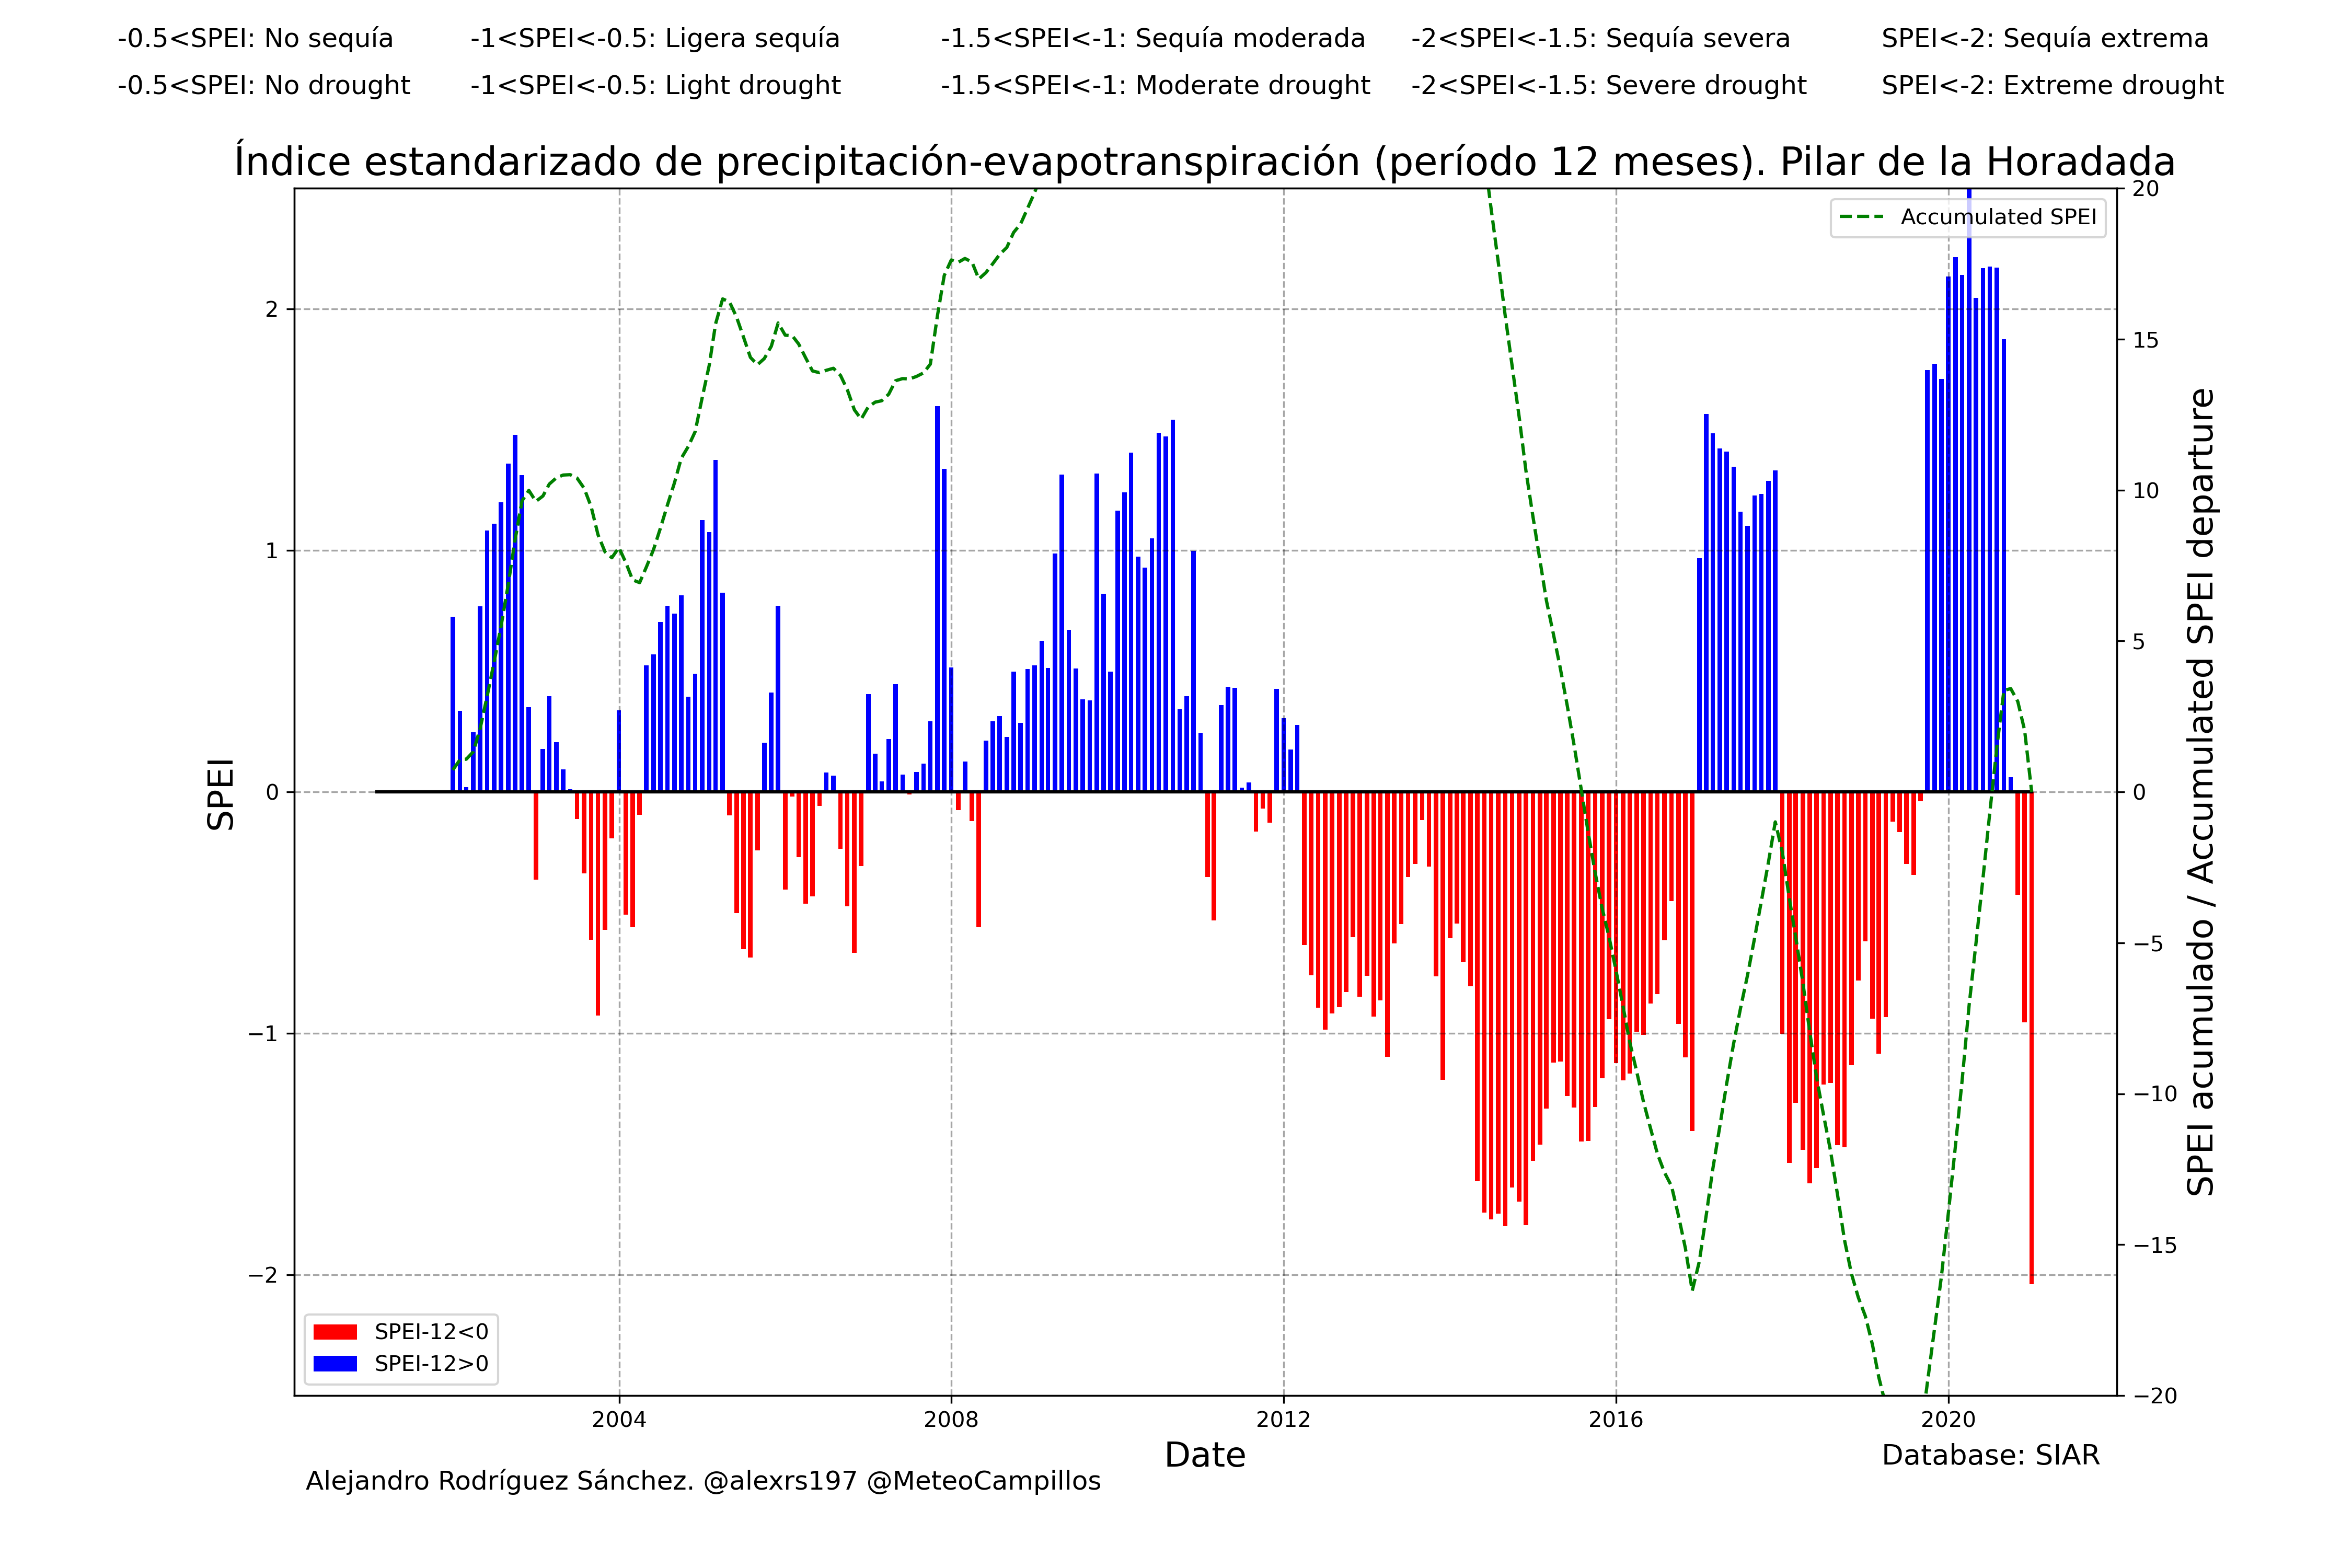 -0.5<SPEI: No sequía -1<SPEI<-0.5: Ligera sequía -1.5<SPEI<-1: Sequía moderada -2<SPEI<-1.5: Sequía severa SPEI<-2: Sequía extrema
-0.5<SPEI: No drought -1<SPEI<-0.5: Light drought -1.5<SPEI<-1: Moderate drought -2<SPEI<-1.5: Severe drought SPEI<-2: Extreme drought
Índice estandarizado de precipitación-evapotranspiración (período 12 meses). Pilar de la Horadada
Accumulated SPEI
SPEI
2
1
0
−1
−2
20
15
10
5
0
−5
−10
−15
−20
SPEI acumulado / Accumulated SPEI departure
SPEI-12<0
SPEI-12>0
2004 2008 2012 2016 2020
Date
Database: SIAR
Alejandro Rodríguez Sánchez. @alexrs197 @MeteoCampillos